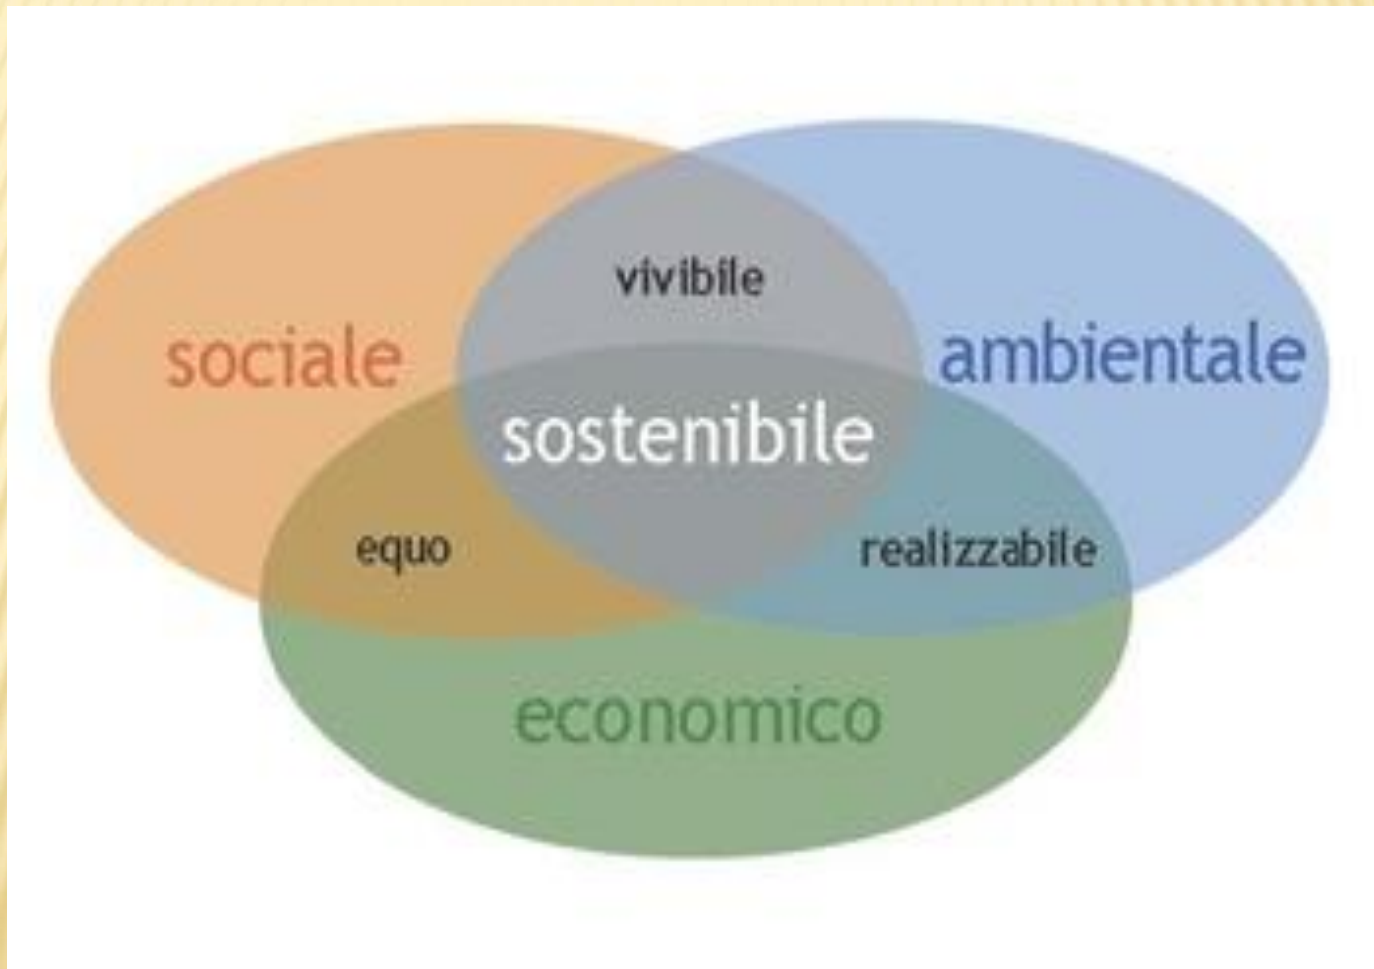 vivibile
sociale
ambientale
sostenibile
equo
realizzabile
economico